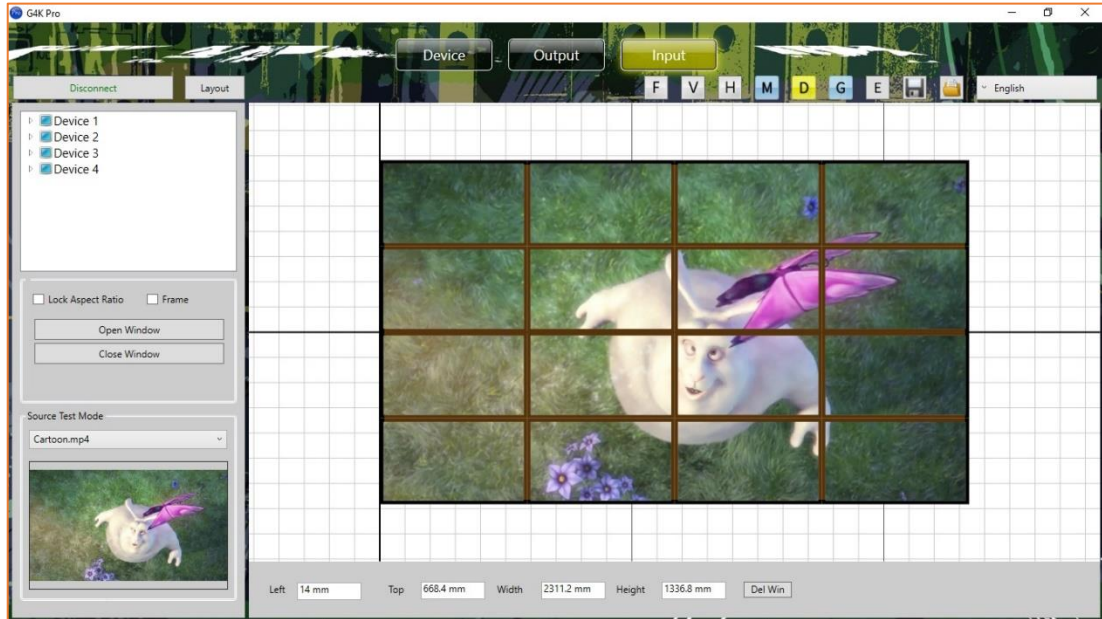 G4K Pro
Device Output Input
Disconnect Layout F V H M D G E English
Device 1
Device 2
Device 3
Device 4
Lock Aspect Ratio Frame
Open Window
Close Window
Source Test Mode
Cartoon.mp4
Left 14 mm Top 668.4 mm Width 2311.2 mm Height 1336.8 mm Del Win